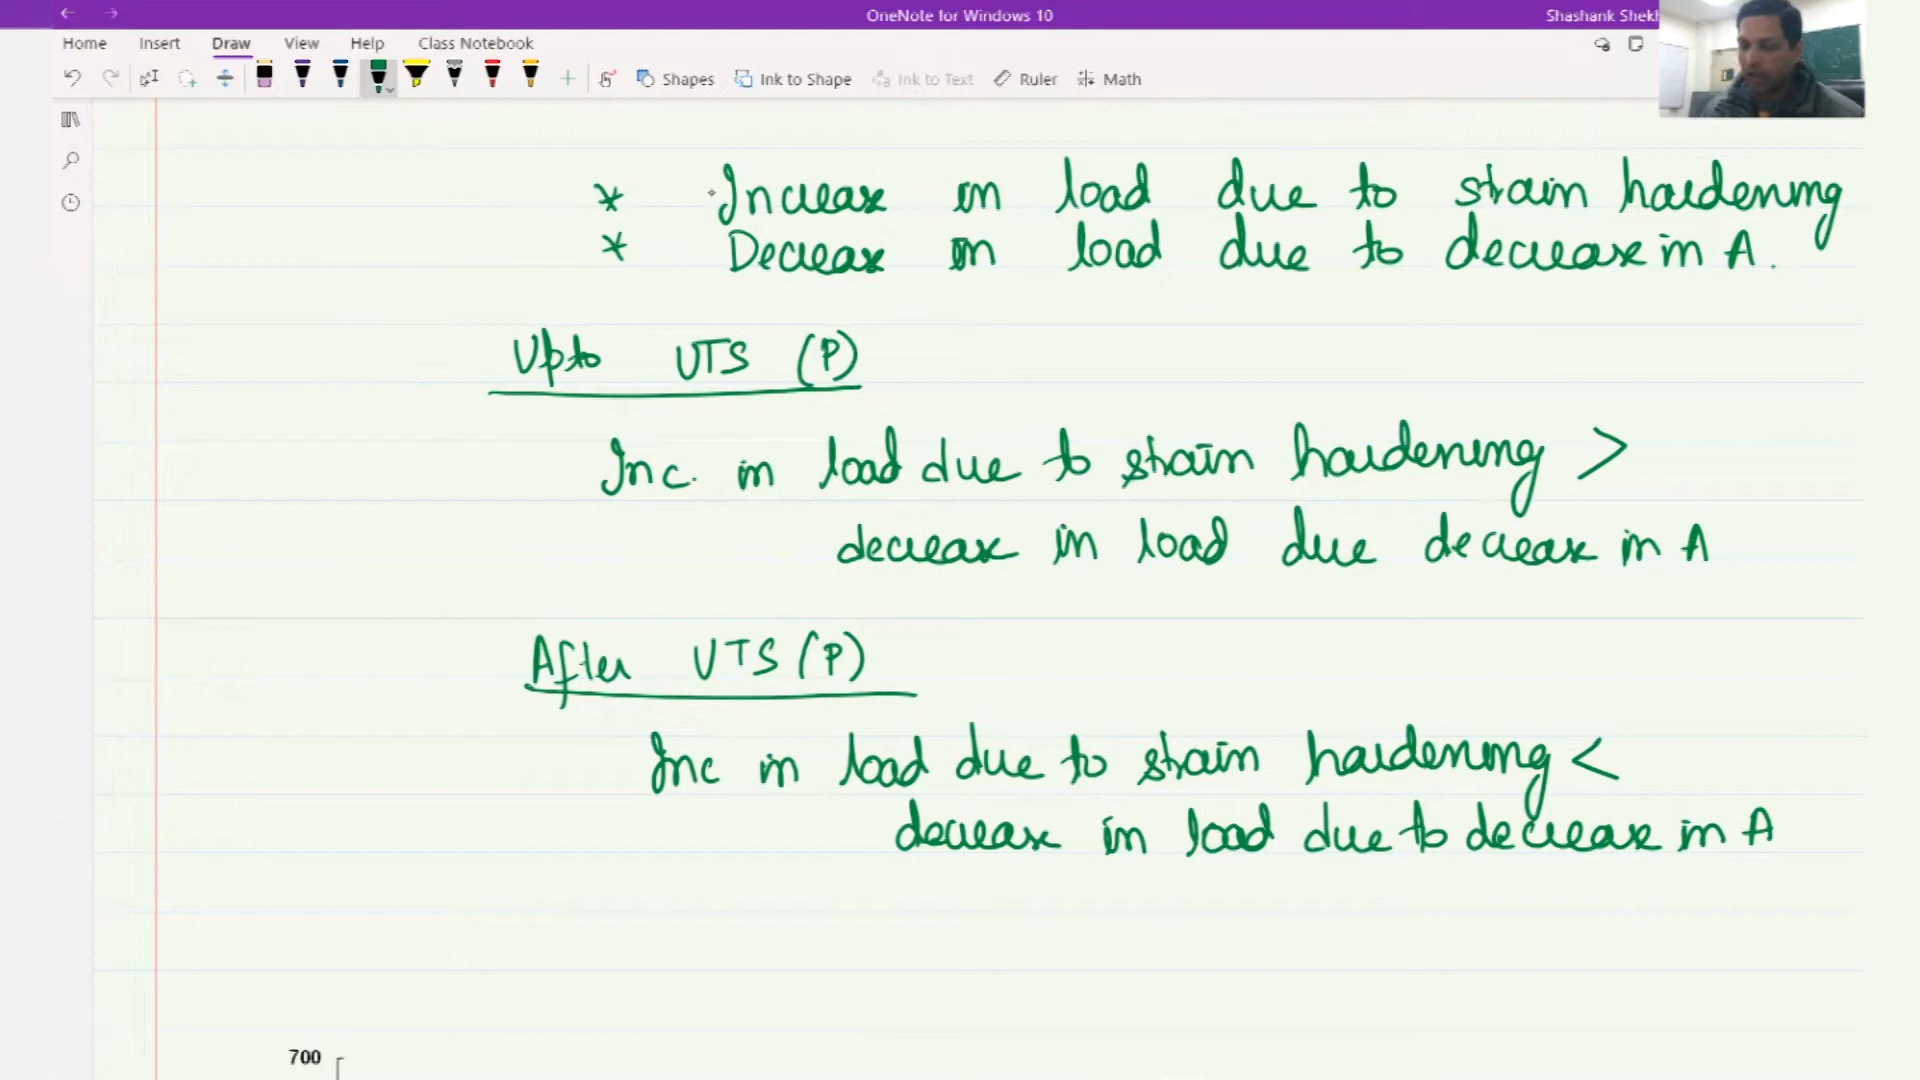 OneNote for Windows 10
Shashank Shekh
Home Insert Draw View Help Class Notebook
Shapes Ink to Shape Ink to Text Ruler Math
* Increase in load due to strain hardening
* Decrease in load due to decrease in A.
Upto UTS (P)
Inc. in load due to strain hardening >
decrease in load due decrease in A
After UTS (P)
Inc in load due to strain hardening <
decrease in load due to decrease in A
700